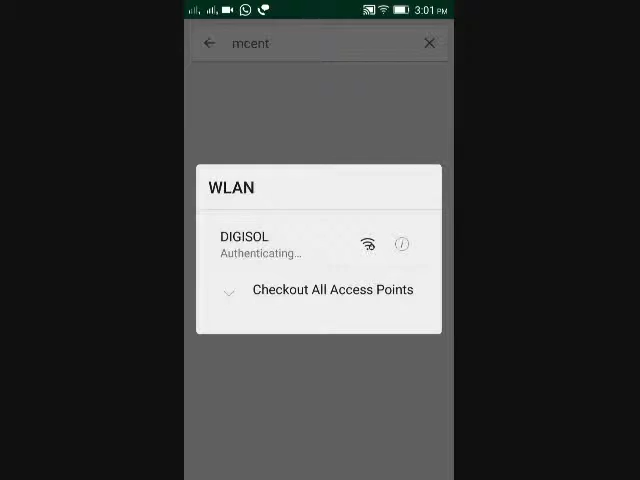 3:01 PM
mcent
WLAN
DIGISOL
Authenticating...
Checkout All Access Points